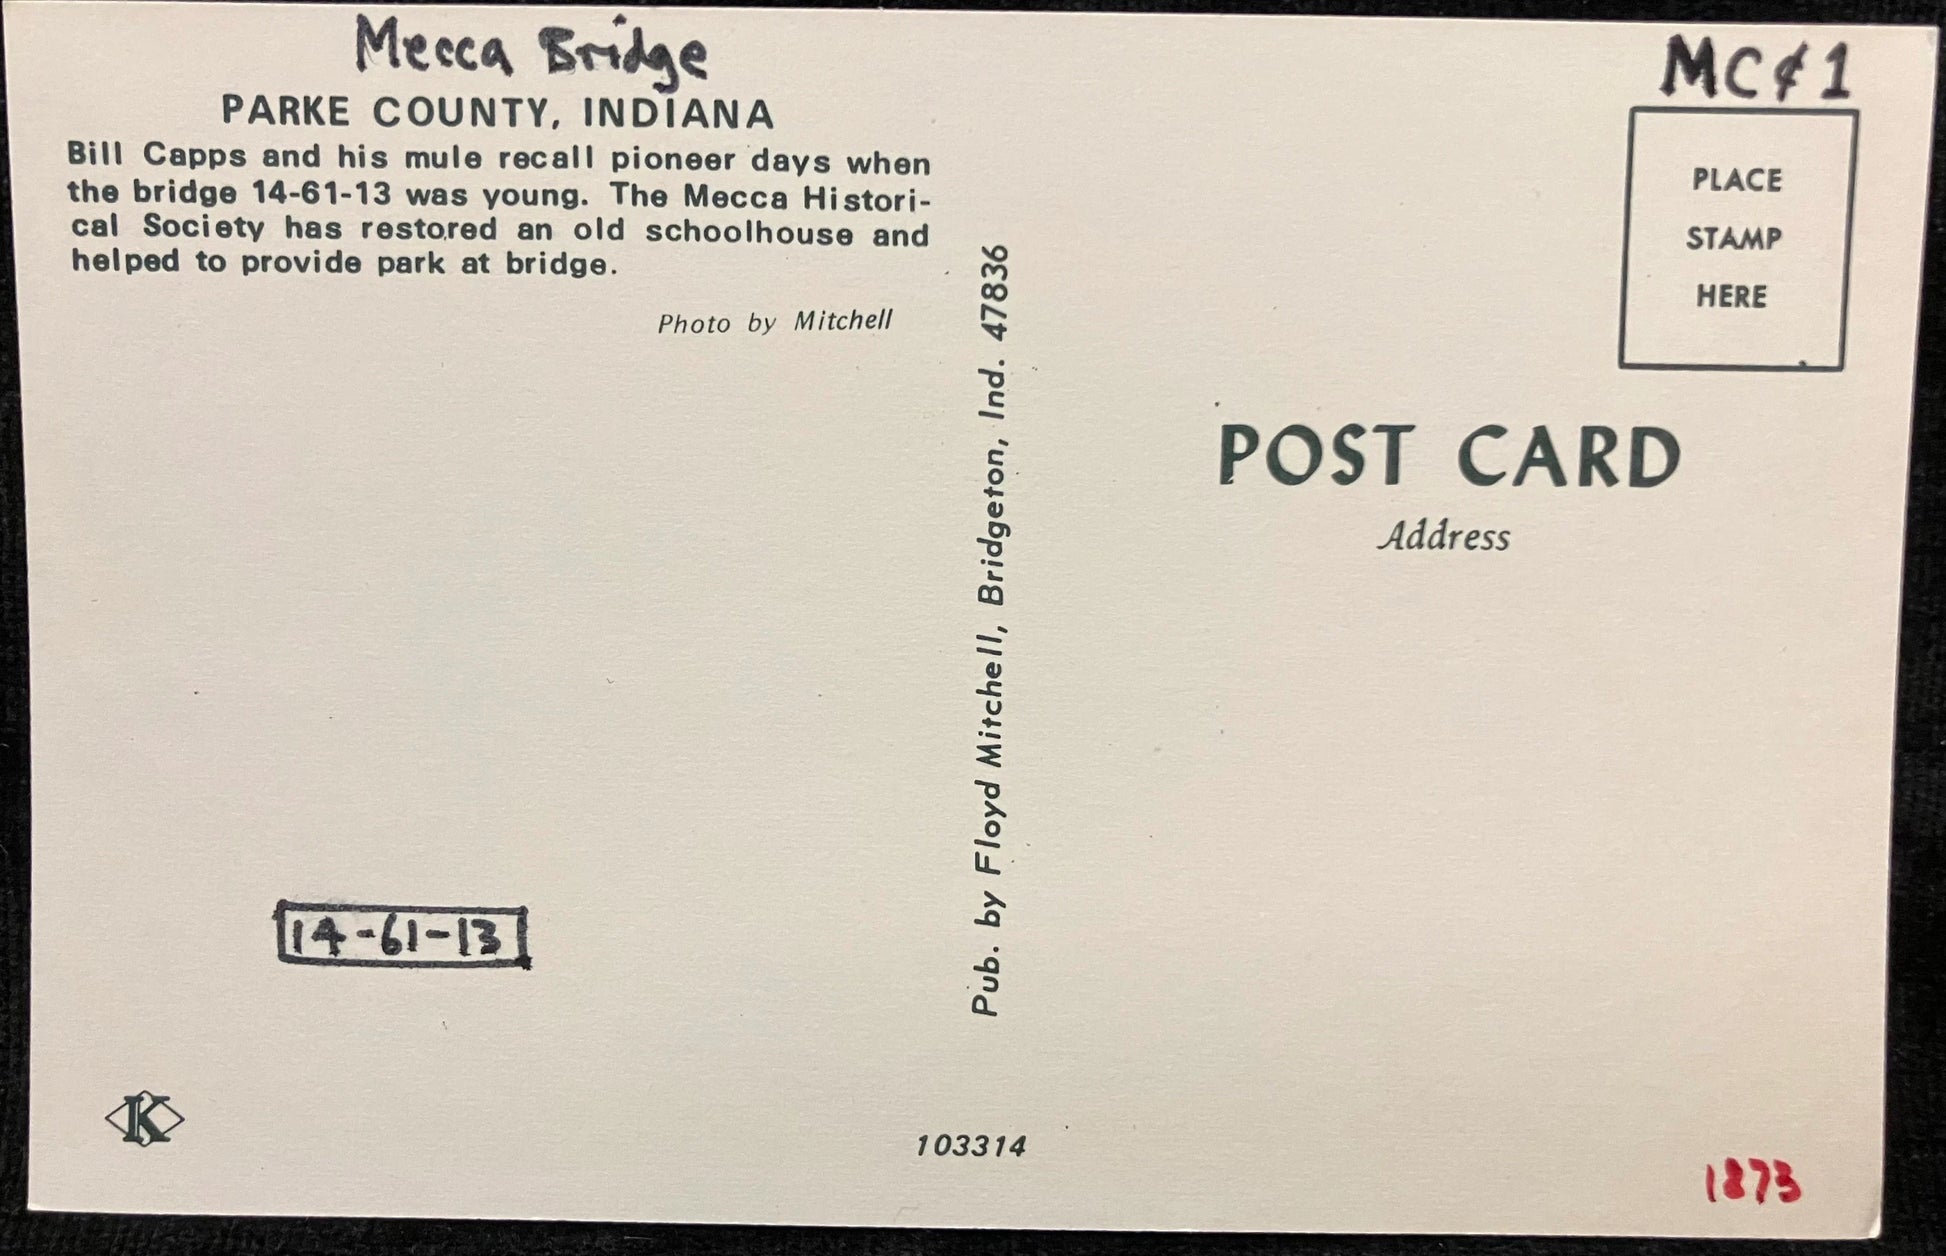 Mecca Bridge
PARKE COUNTY, INDIANA
Bill Capps and his mule recall pioneer days when
the bridge 14-61-13 was young. The Mecca Histori-
cal Society has restored an old schoolhouse and
helped to provide park at bridge.
Photo by Mitchell
14-61-13
K
103314
Pub. by Floyd Mitchell, Bridgeton, Ind. 47836
MC¢1
PLACE
STAMP
HERE
POST CARD
Address
1873